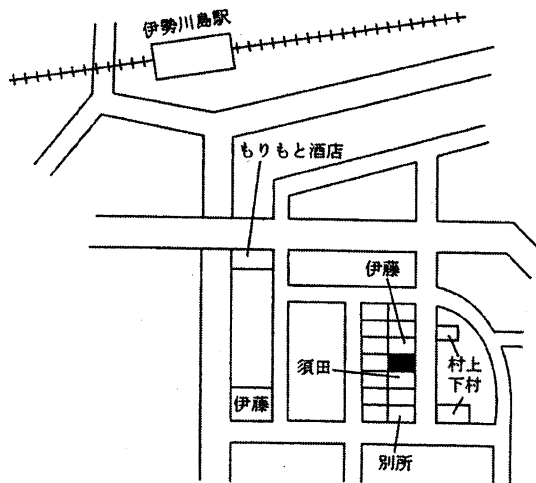 伊勢川島駅
もりもと酒店
伊藤
須田
村上
下村
伊藤
別所